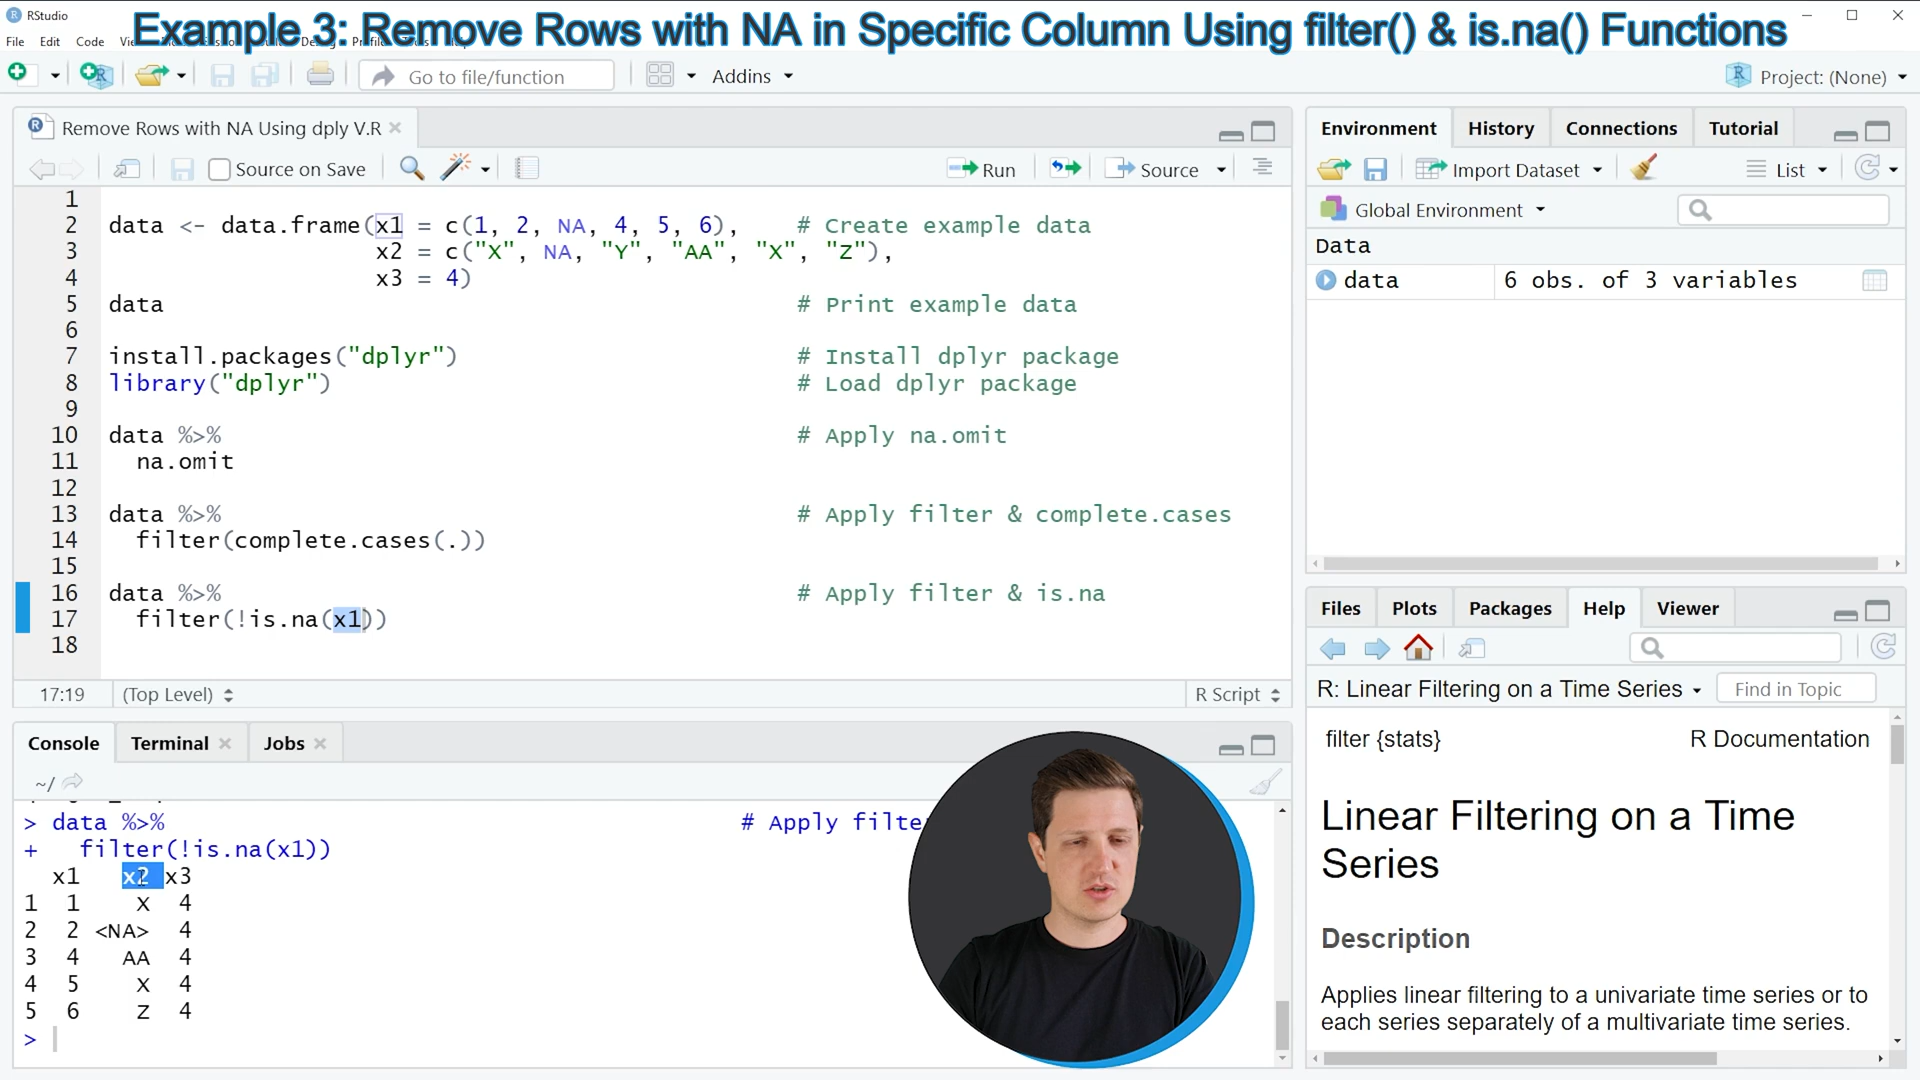 RStudio
Example 3: Remove Rows with NA in Specific Column Using filter() & is.na() Functions
File Edit Code
Go to file/function
Addins
Project: (None)
Remove Rows with NA Using dply V.R
Source on Save
Run
Source
1
2 data <- data.frame(x1 = c(1, 2, NA, 4, 5, 6), # Create example data
3 x2 = c("X", NA, "Y", "AA", "X", "Z"),
4 x3 = 4)
5 data # Print example data
6
7 install.packages("dplyr") # Install dplyr package
8 library("dplyr") # Load dplyr package
9
10 data %>% # Apply na.omit
11 na.omit
12
13 data %>% # Apply filter & complete.cases
14 filter(complete.cases(.))
15
16 data %>% # Apply filter & is.na
17 filter(!is.na(x1))
18
17:19 (Top Level) R Script
Console Terminal Jobs
~/
> data %>% # Apply filte
+ filter(!is.na(x1))
x1 x2 x3
1 1 X 4
2 2 <NA> 4
3 4 AA 4
4 5 X 4
5 6 Z 4
>
Environment History Connections Tutorial
Import Dataset List
Global Environment
Data
data 6 obs. of 3 variables
Files Plots Packages Help Viewer
R: Linear Filtering on a Time Series Find in Topic
filter {stats} R Documentation
Linear Filtering on a Time
Series
Description
Applies linear filtering to a univariate time series or to
each series separately of a multivariate time series.